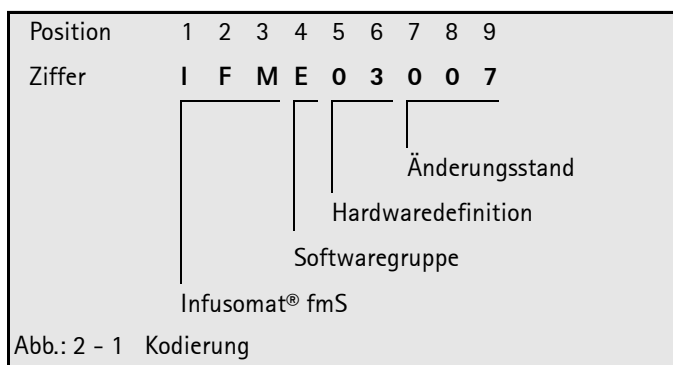 Position 1 2 3 4 5 6 7 8 9
Ziffer I F M E 0 3 0 0 7
Änderungsstand
Hardwaredefinition
Softwaregruppe
Infusomat® fmS
Abb.: 2 - 1 Kodierung